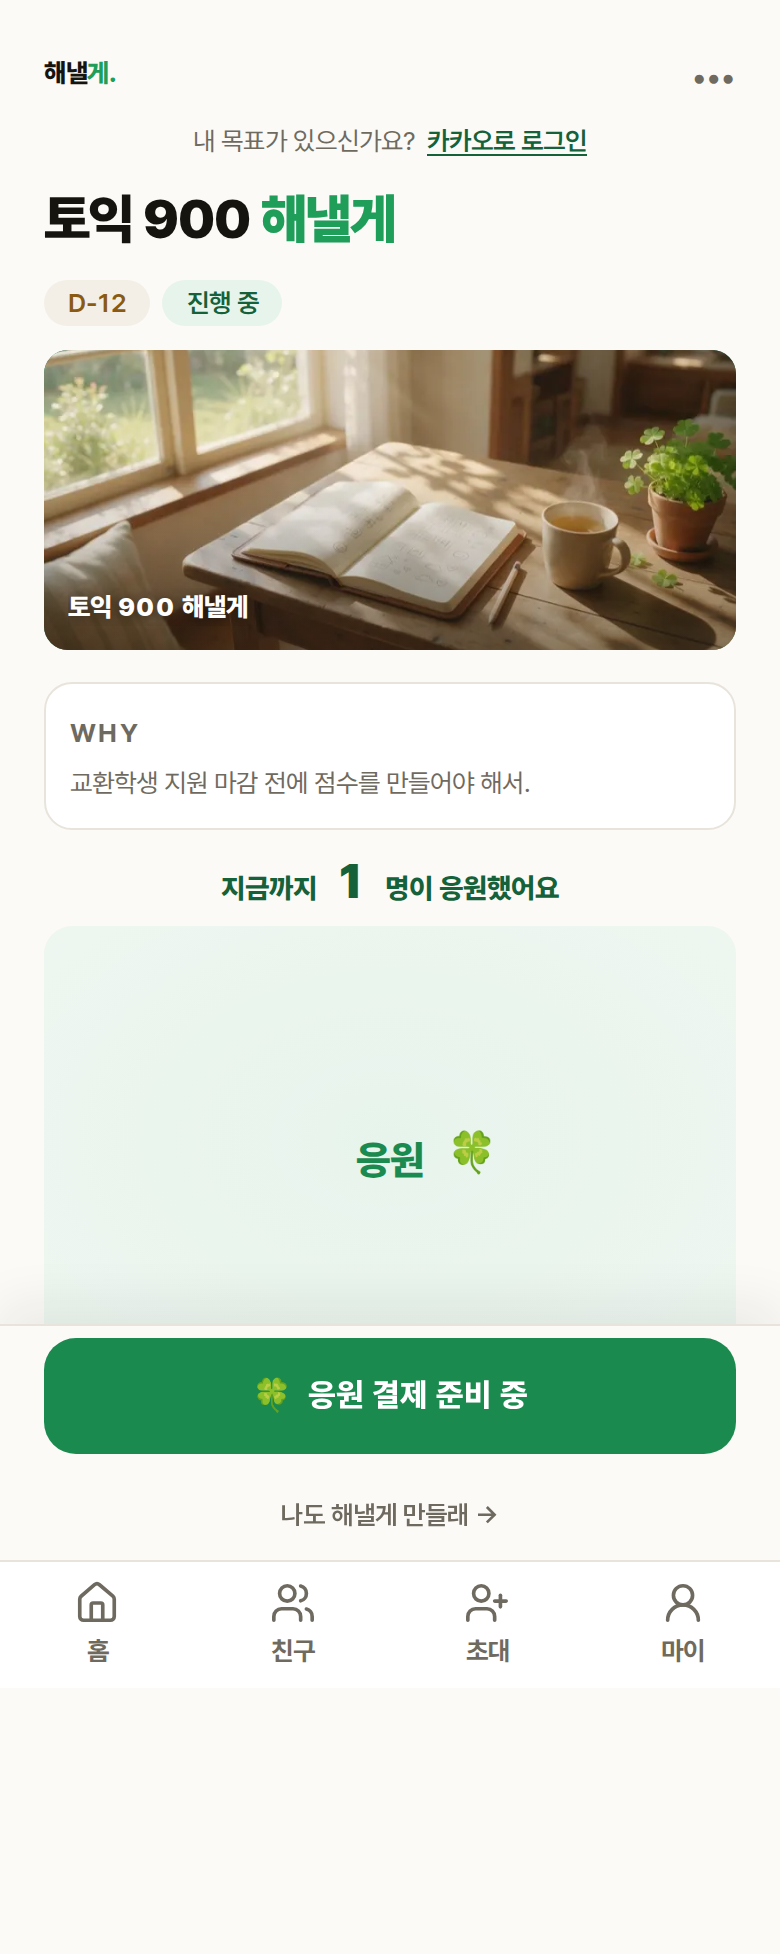 해낼게.
내 목표가 있으신가요? 카카오로 로그인
토익 900 해낼게
D-12 진행 중
토익 900 해낼게
WHY
교환학생 지원 마감 전에 점수를 만들어야 해서.
지금까지 1 명이 응원했어요
응원 🍀
🍀 응원 결제 준비 중
나도 해낼게 만들래 →
홈 친구 초대 마이